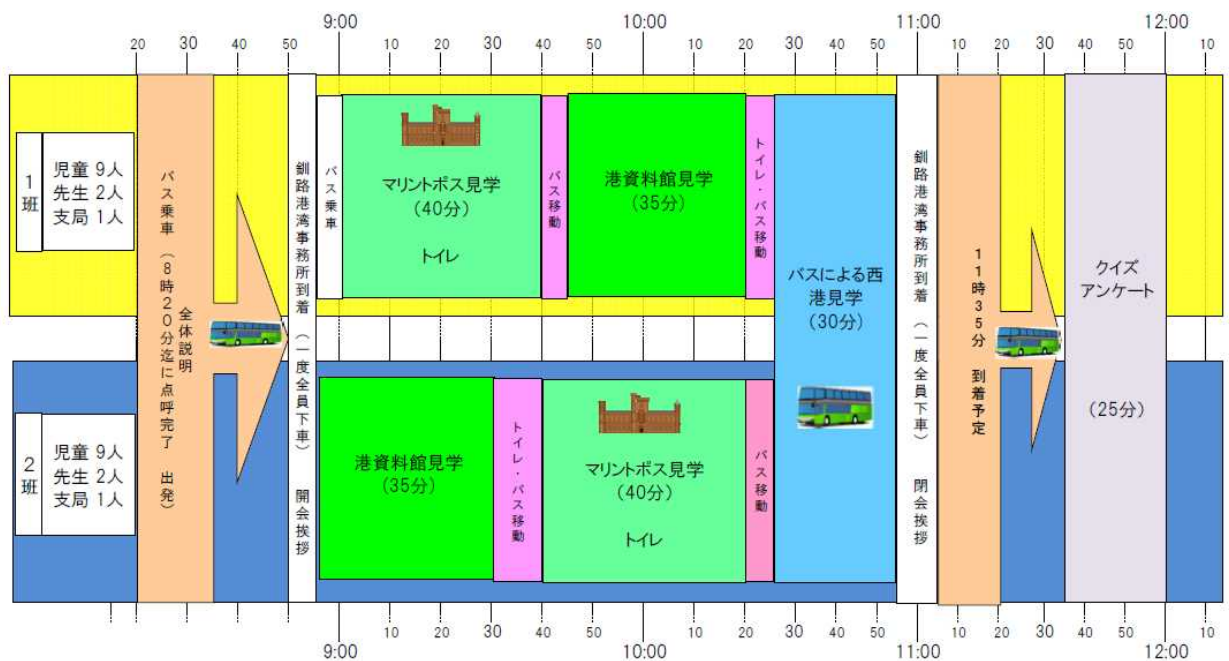 9:00
10:00
11:00
12:00
20 30 40 50 10 20 30 40 50 10 20 30 40 50 10 20 30 40 50 10
1班
児童 9人
先生 2人
支局 1人
バス乗車 (8時20分迄に点呼完了 出発)
全体説明
釧路港湾事務所到着 (一度全員下車) 開会挨拶
バス乗車
マリントポス見学
(40分)
トイレ
バス移動
港資料館見学
(35分)
トイレ・バス移動
バスによる西
港見学
(30分)
釧路港湾事務所到着 (一度全員下車) 閉会挨拶
11時35分 到着予定
クイズ
アンケート
(25分)
2班
児童 9人
先生 2人
支局 1人
港資料館見学
(35分)
トイレ・バス移動
マリントポス見学
(40分)
トイレ
バス移動
10 20 30 40 50 10 20 30 40 50 10 20 30 40 50 10
9:00
10:00
11:00
12:00